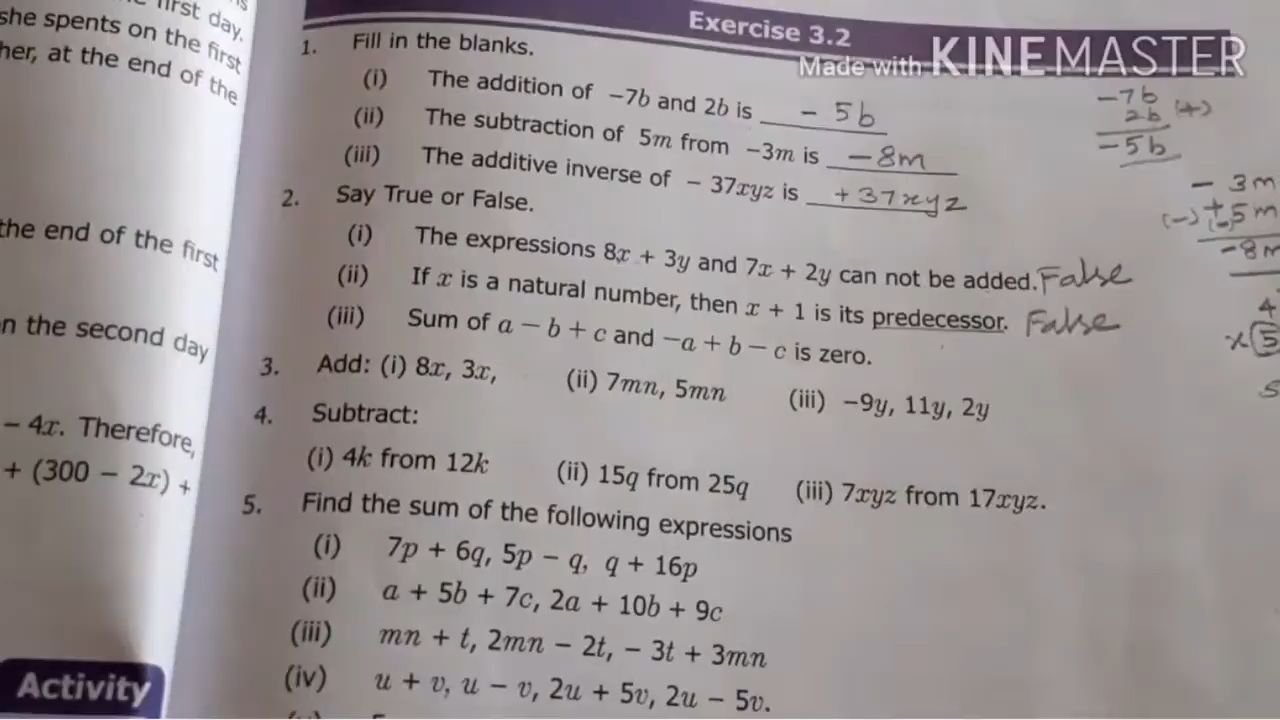 first day.
she spents on the first
her, at the end of the
the end of the first
n the second day
– 4x. Therefore,
+ (300 – 2x) +
Activity
Exercise 3.2
Made with KINEMASTER
1. Fill in the blanks.
(i) The addition of –7b and 2b is – 5b
(ii) The subtraction of 5m from –3m is –8m
(iii) The additive inverse of – 37xyz is +37xyz
2. Say True or False.
(i) The expressions 8x + 3y and 7x + 2y can not be added. False
(ii) If x is a natural number, then x + 1 is its predecessor. False
(iii) Sum of a – b + c and –a + b – c is zero.
3. Add: (i) 8x, 3x, (ii) 7mn, 5mn (iii) –9y, 11y, 2y
4. Subtract:
(i) 4k from 12k (ii) 15q from 25q (iii) 7xyz from 17xyz.
5. Find the sum of the following expressions
(i) 7p + 6q, 5p – q, q + 16p
(ii) a + 5b + 7c, 2a + 10b + 9c
(iii) mn + t, 2mn – 2t, – 3t + 3mn
(iv) u + v, u – v, 2u + 5v, 2u – 5v.
–7b
2b (+)
–5b
– 3m
(–) + 5m
(–)
–8m
4
x 5